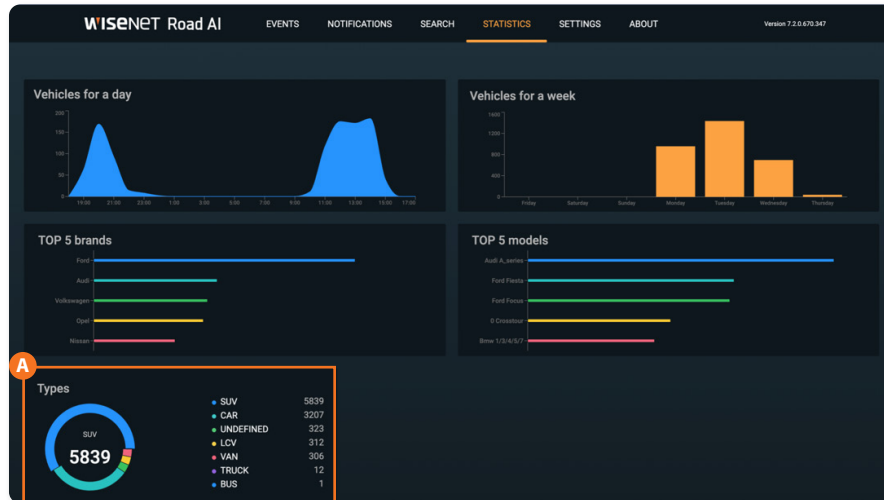 WISENET Road AI EVENTS NOTIFICATIONS SEARCH STATISTICS SETTINGS ABOUT Version 7.2.0.670.347
Vehicles for a day
200
150
100
50
0
19:00 21:00 23:00 1:00 3:00 5:00 7:00 9:00 11:00 13:00 15:00 17:00
Vehicles for a week
1600
1200
800
400
0
Friday Saturday Sunday Monday Tuesday Wednesday Thursday
TOP 5 brands
Ford
Audi
Volkswagen
Opel
Nissan
TOP 5 models
Audi A_series
Ford Fiesta
Ford Focus
0 Crosstour
Bmw 1/3/4/5/7
A
Types
SUV
5839
SUV 5839
CAR 3207
UNDEFINED 323
LCV 312
VAN 306
TRUCK 12
BUS 1